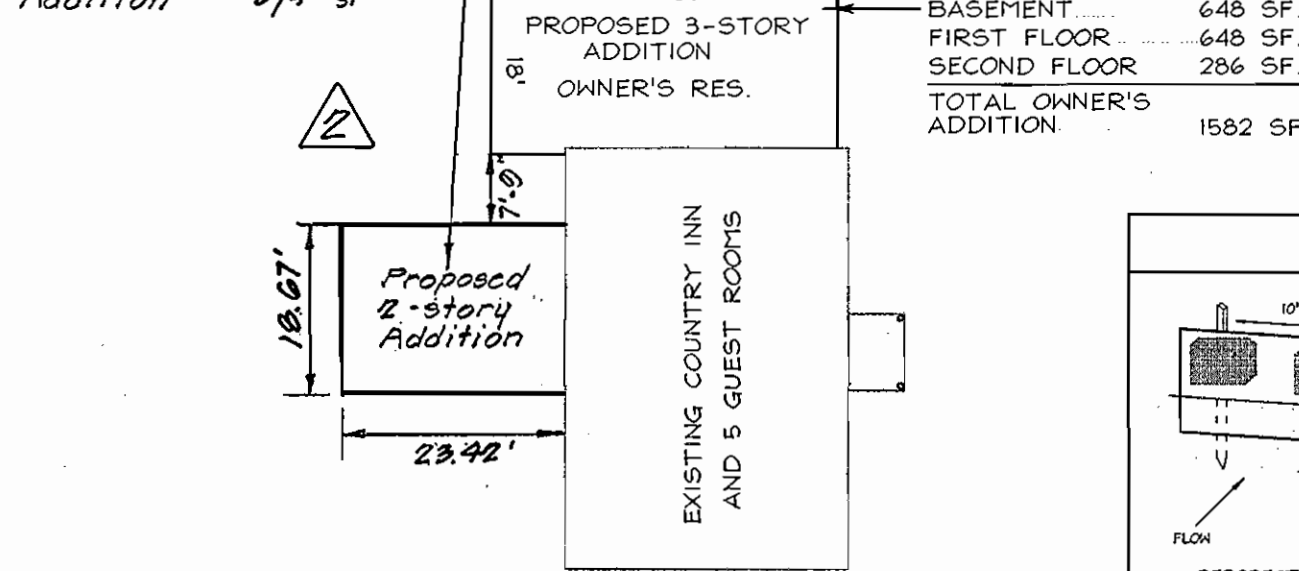 Addition
BASEMENT...... 648 SF.
PROPOSED 3-STORY
ADDITION
OWNER'S RES.
18'
FIRST FLOOR .. ........648 SF.
SECOND FLOOR 286 SF.
TOTAL OWNER'S
ADDITION. 1582 SF
2
7'-9"
18.67'
Proposed
2-story
Addition
23.42'
EXISTING COUNTRY INN
AND 5 GUEST ROOMS
10'
FLOW